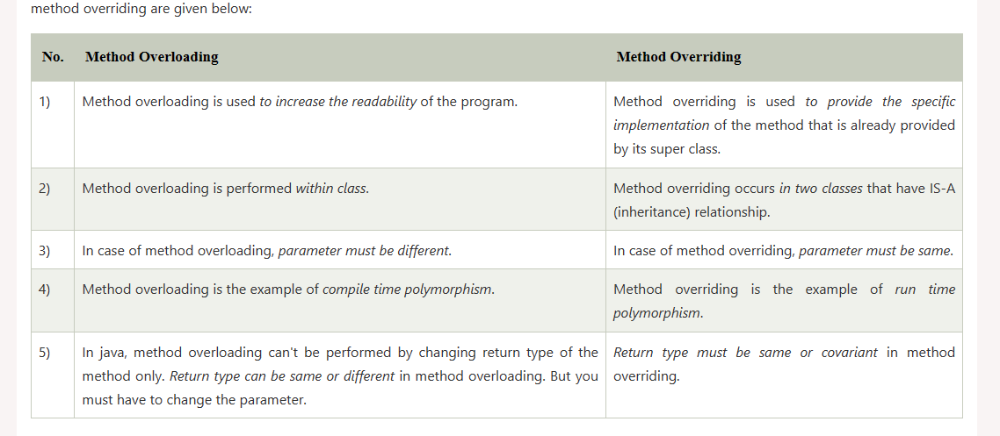 method overriding are given below:
No. Method Overloading Method Overriding
1) Method overloading is used to increase the readability of the program. Method overriding is used to provide the specific
implementation of the method that is already provided
by its super class.
2) Method overloading is performed within class. Method overriding occurs in two classes that have IS-A
(inheritance) relationship.
3) In case of method overloading, parameter must be different. In case of method overriding, parameter must be same.
4) Method overloading is the example of compile time polymorphism. Method overriding is the example of run time
polymorphism.
5) In java, method overloading can't be performed by changing return type of the Return type must be same or covariant in method
method only. Return type can be same or different in method overloading. But you overriding.
must have to change the parameter.